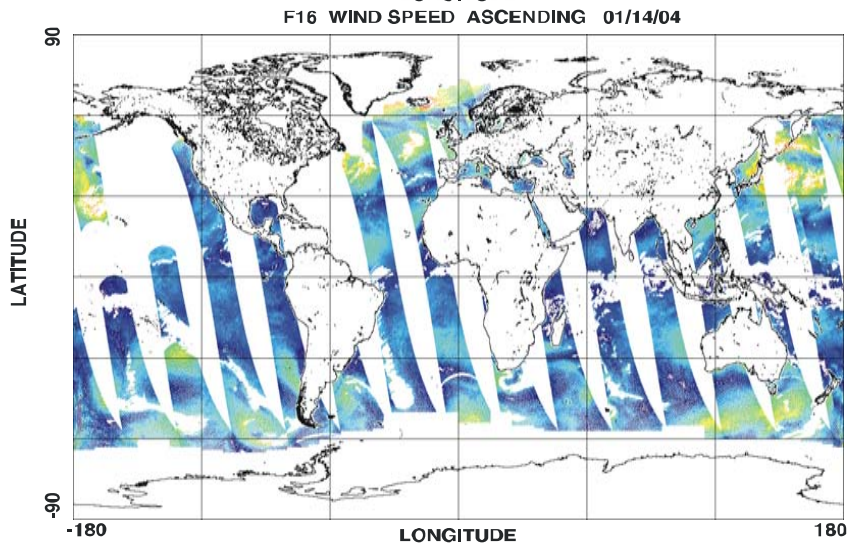 F16 WIND SPEED ASCENDING 01/14/04
90
LATITUDE
-90
-180
LONGITUDE
180